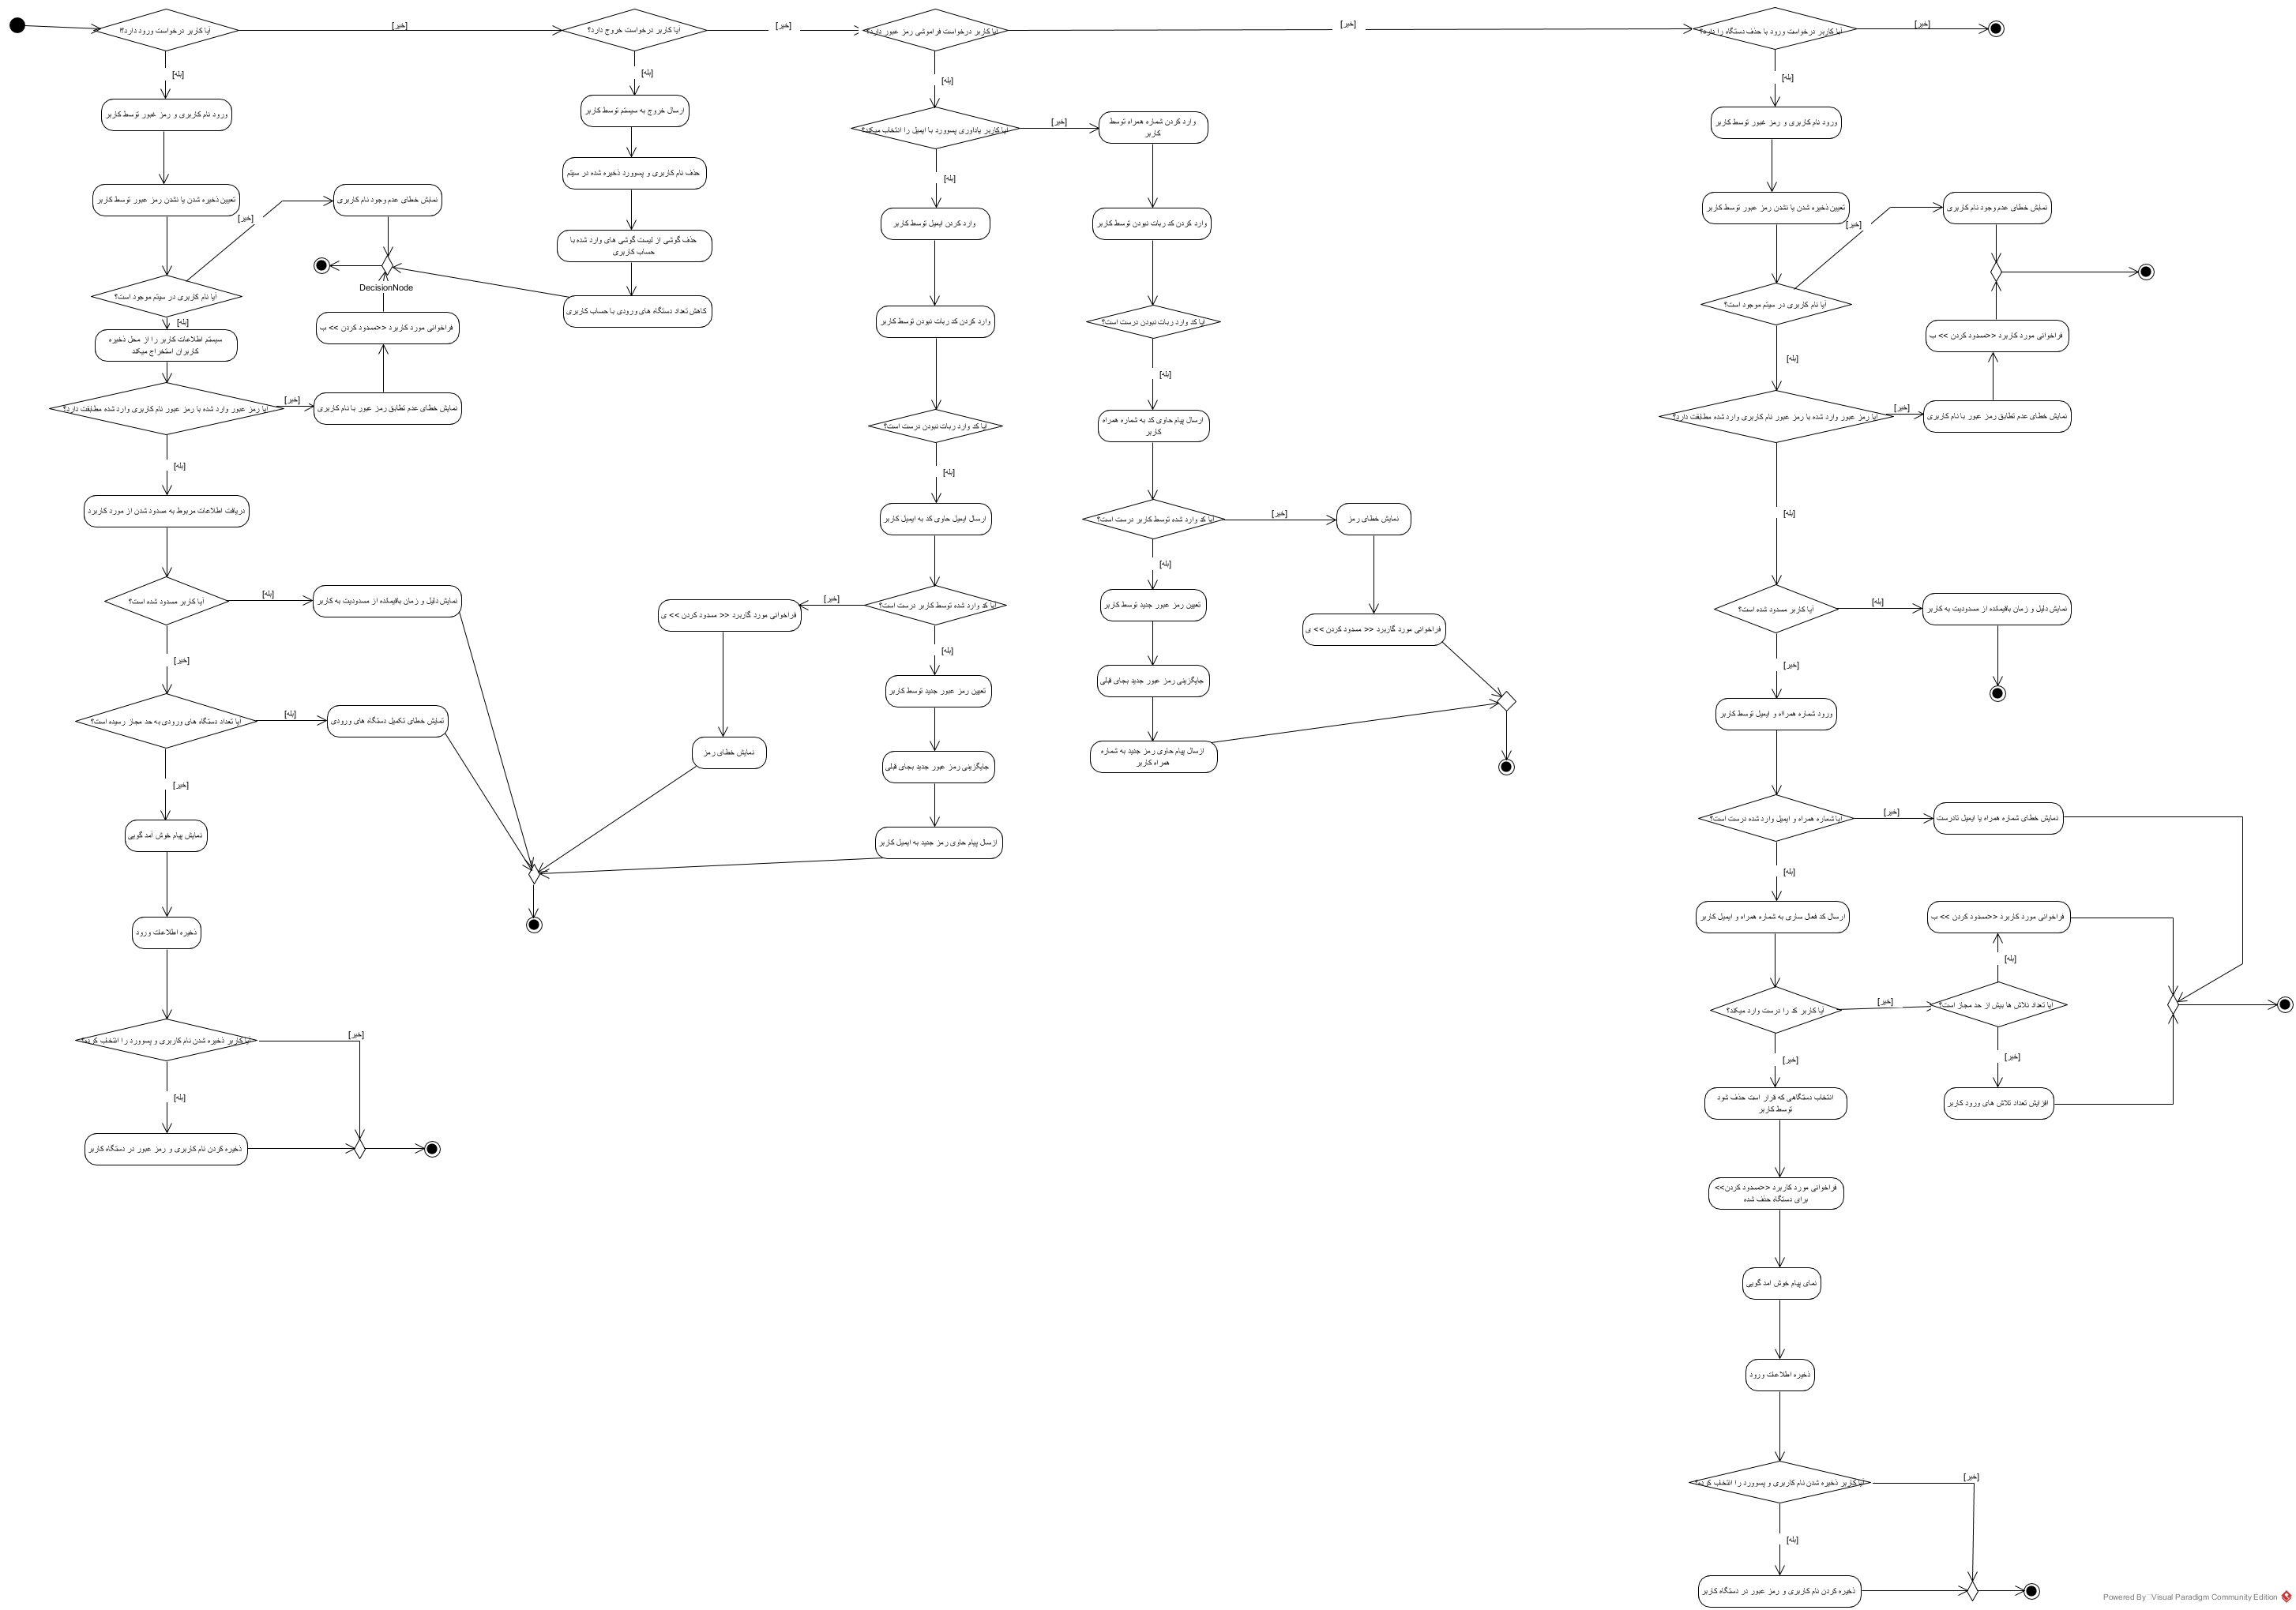 آیا کاربر درخواست ورود دارد؟!
[خیر]
[بله]
ورود نام کاربری و رمز عبور توسط کاربر
تعیین ذخیره شدن یا نشدن رمز عبور توسط کاربر
نمایش خطای عدم وجود نام کاربری
[خیر]
DecisionNode
آیا نام کاربری در سیتم موجود است؟
[بله]
سیستم اطلاعات کاربر را از محل ذخیره
کاربران استخراج میکند
فراخوانی مورد کاربرد <<مسدود کردن >> ب
آیا رمز عبور وارد شده با رمز عبور نام کاربری وارد شده مطابقت دارد؟
[خیر]
نمایش خطای عدم تطابق رمز عبور با نام کاربری
[بله]
دریافت اطلاعات مربوط به مسدود شدن از مورد کاربرد
آیا کاربر مسدود شده است؟
[بله]
نمایش دلیل و زمان باقیمانده از مسدودیت به کاربر
[خیر]
ایا تعداد دستگاه های ورودی به حد مجاز رسیده است؟
[بله]
نمایش خطای تکمیل دستگاه های ورودی
[خیر]
نمایش پیام خوش آمد گویی
ذخیره اطلاعات ورود
آیا کاربر ذخیره شدن نام کاربری و پسوورد را انتخاب کرده؟
[خیر]
[بله]
ذخیره کردن نام کاربری و رمز عبور در دستگاه کاربر
آیا کاربر درخواست خروج دارد؟
[خیر]
[بله]
ارسال خروج به سیستم توسط کاربر
حذف نام کاربری و پسوورد ذخیره شده در سیتم
حذف گوشی از لیست گوشی های وارد شده با
حساب کاربری
کاهش تعداد دستگاه های ورودی با حساب کاربری
آیا کاربر درخواست فراموشی رمز عبور دارد؟
[خیر]
[بله]
ایا کاربر یاداوری پسوورد با ایمیل را انتخاب میکند؟
[خیر]
[بله]
وارد کردن ایمیل توسط کاربر
وارد کردن کد ربات نبودن توسط کاربر
ایا کد وارد ربات نبودن درست است؟
[بله]
ارسال ایمیل حاوی کد به ایمیل کاربر
ایا کد وارد شده توسط کاربر درست است؟
[خیر]
فراخوانی مورد گاربرد << مسدود کردن >> ی
نمایش خطای رمز
[بله]
تعیین رمز عبور جدید توسط کاربر
جایگزینی رمز عبور جدید بجای قبلی
ازسال پیام حاوی رمز جدید به ایمیل کاربر
وارد کردن شماره همراه توسط
کاربر
وارد کردن کد ربات نبودن توسط کاربر
ایا کد وارد ربات نبودن درست است؟
[بله]
ارسال پیام حاوی کد به شماره همراه
کاربر
ایا کد وارد شده توسط کاربر درست است؟
[خیر]
نمایش خطای رمز
فراخوانی مورد گاربرد << مسدود کردن >> ی
[بله]
تعیین رمز عبور جدید توسط کاربر
جایگزینی رمز عبور جدید بجای قبلی
ازسال پیام حاوی رمز جدید به شماره
همراه کاربر
آیا کاربر درخواست ورود با حذف دستگاه را دارد؟
[خیر]
[بله]
ورود نام کاربری و رمز عبور توسط کاربر
تعیین ذخیره شدن یا نشدن رمز عبور توسط کاربر
نمایش خطای عدم وجود نام کاربری
[خیر]
آیا نام کاربری در سیتم موجود است؟
فراخوانی مورد کاربرد <<مسدود کردن >> ب
[بله]
آیا رمز عبور وارد شده با رمز عبور نام کاربری وارد شده مطابقت دارد؟
[خیر]
نمایش خطای عدم تطابق رمز عبور با نام کاربری
[بله]
آیا کاربر مسدود شده است؟
[بله]
نمایش دلیل و زمان باقیمانده از مسدودیت به کاربر
[خیر]
ورود شماره همرااه و ایمیل توسط کاربر
ایا شماره همراه و ایمیل وارد شده درست است؟
[خیر]
نمایش خطای شماره همراه یا ایمیل نادرست
[بله]
ارسال کد فعال سازی به شماره همراه و ایمیل کاربر
فراخوانی مورد کاربرد <<مسدود کردن >> ب
[بله]
آیا کاربر کد را درست وارد میکند؟
[خیر]
ایا تعداد تلاش ها بیش از حد مجاز است؟
[خیر]
[خیر]
انتخاب دستگاهی که قرار است حذف شود
توسط کاربر
افزایش تعداد تلاش های ورود کاربر
فراخوانی مورد کاربرد <<مسدود کردن>>
برای دستگاه حذف شده
نمای پیام خوش امد گویی
ذخیره اطلاعات ورود
آیا کاربر ذخیره شدن نام کاربری و پسوورد را انتخاب کرده؟
[خیر]
[بله]
ذخیره کردن نام کاربری و رمز عبور در دستگاه کاربر
Powered By Visual Paradigm Community Edition